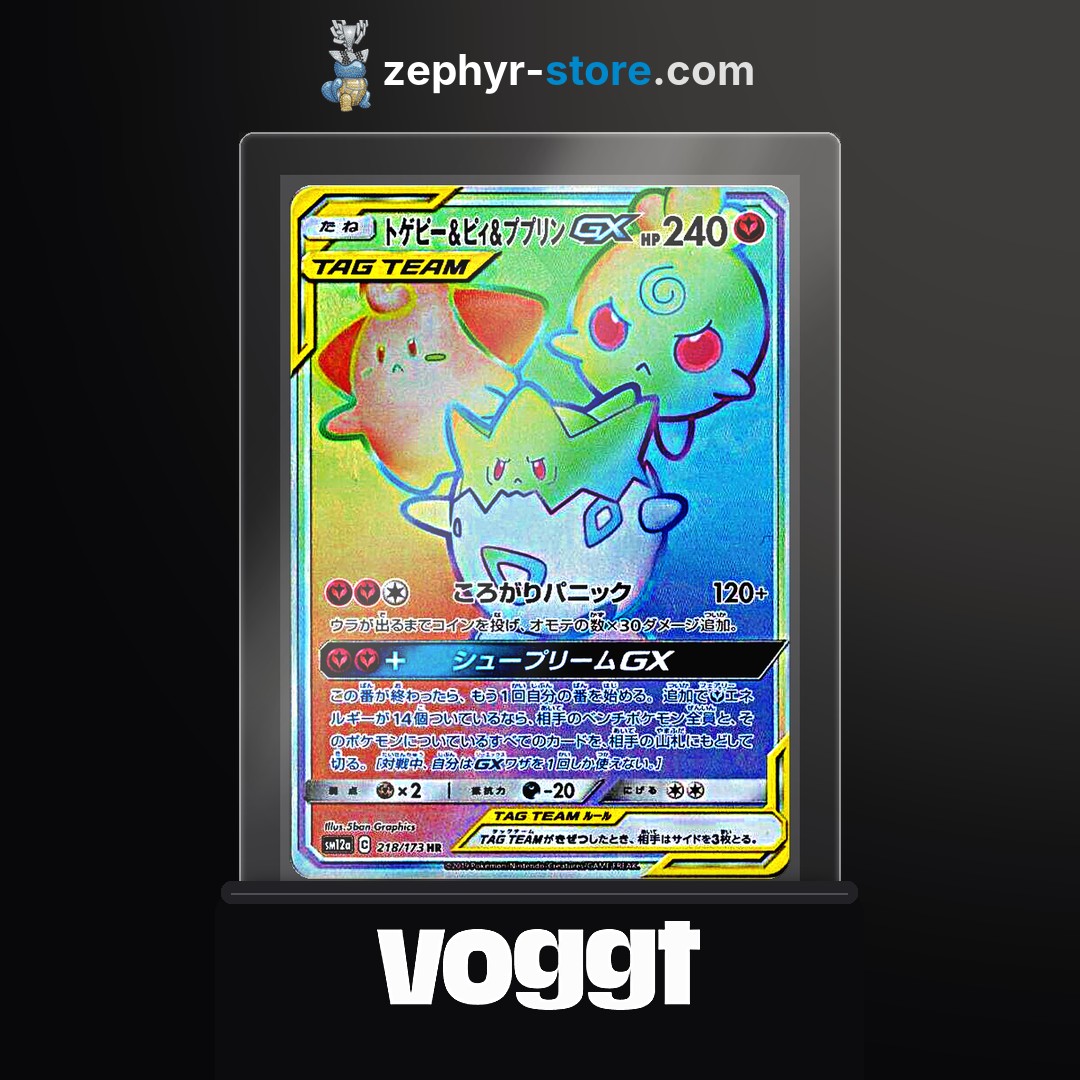 zephyr-store.com
たね
トゲピー&ピィ&ププリンGX HP240
TAG TEAM
ころがりパニック 120+
ウラが出るまでコインを投げ、オモテの数×30ダメージ追加。
+ シュープリームGX
この番が終わったら、もう1回自分の番を始める。追加でエネ
ルギーが14個ついているなら、相手のベンチポケモン全員と、そ
のポケモンについているすべてのカードを、相手の山札にもどして
切る。[対戦中、自分はGXワザを1回しか使えない。]
弱点 ×2 抵抗力 -20 にげる
TAG TEAM ルール
TAG TEAMがきぜつしたとき、相手はサイドを3枚とる。
Illus. 5ban Graphics
SM12a C 218/173 HR
©2019 Pokémon/Nintendo/Creatures/GAME FREAK
voggt